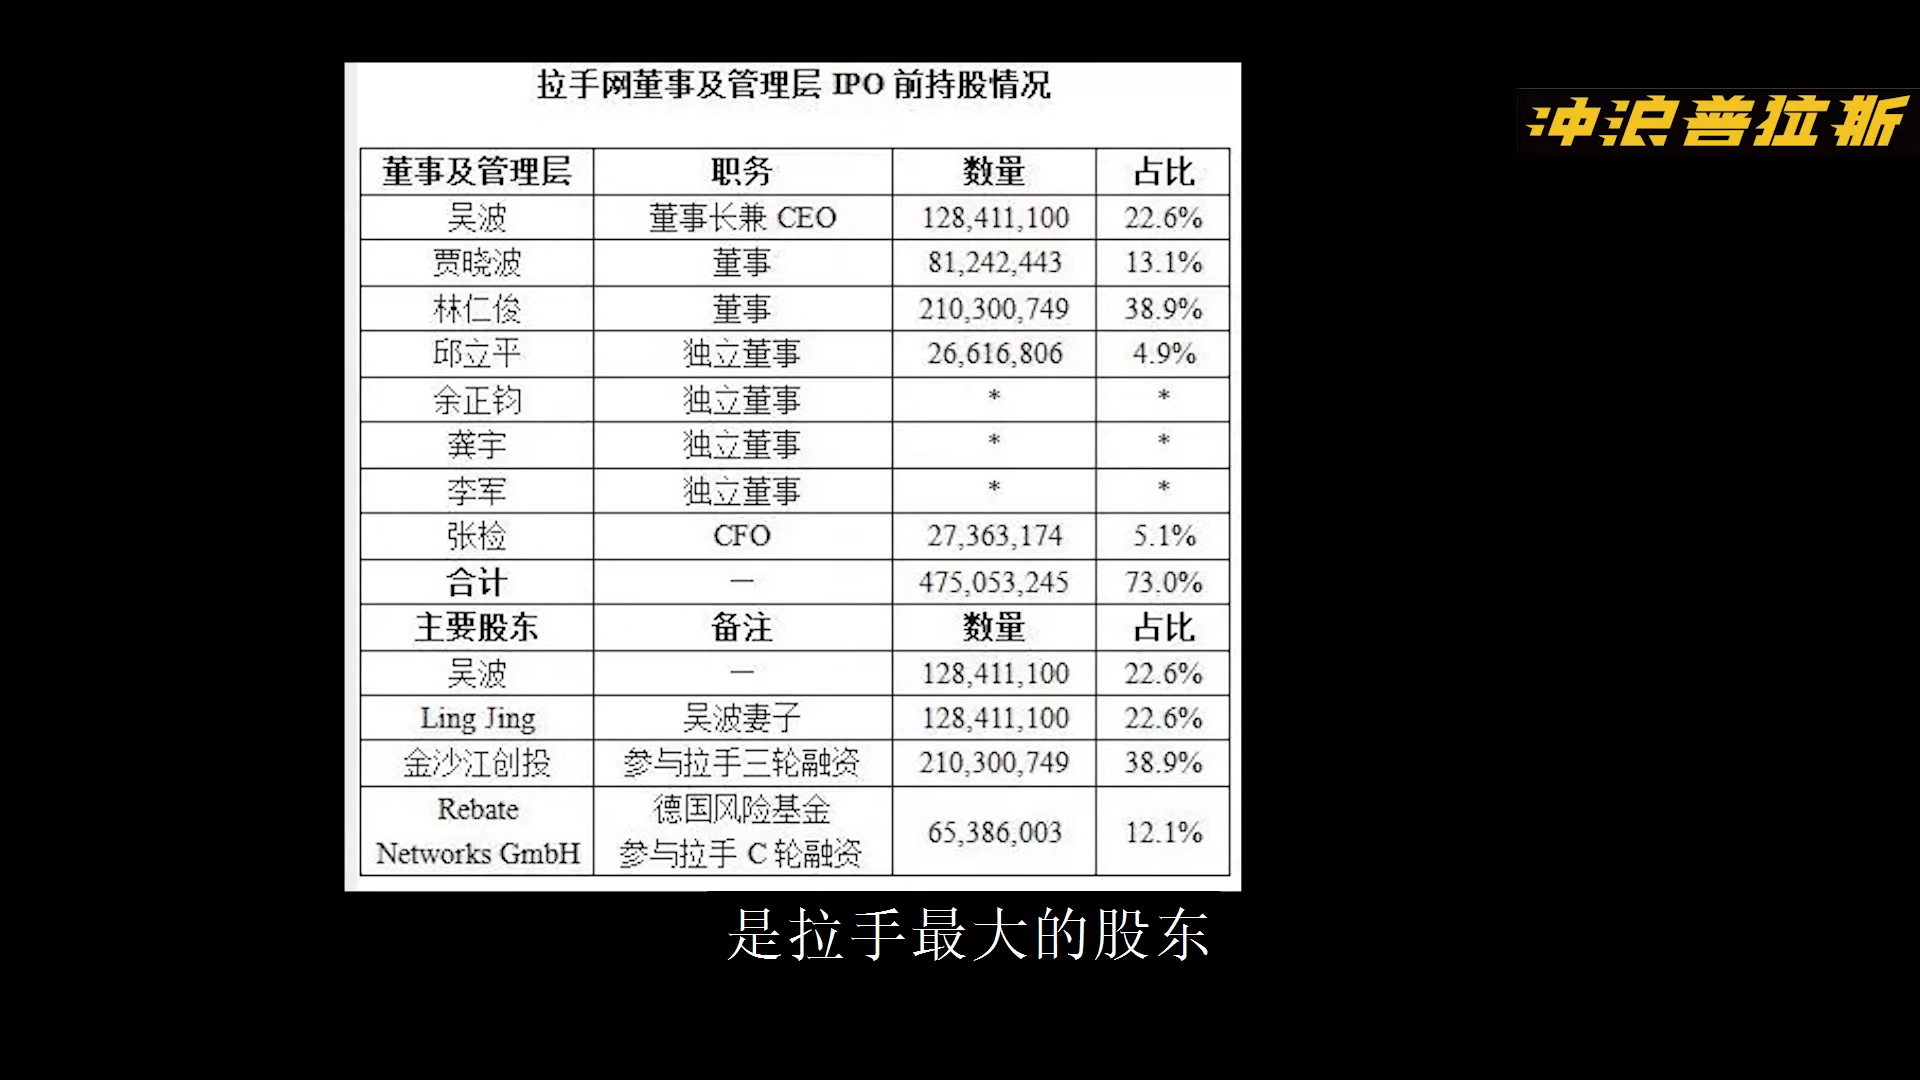 拉手网董事及管理层 IPO 前持股情况
冲浪普拉斯
董事及管理层 职务 数量 占比
吴波 董事长兼 CEO 128,411,100 22.6%
贾晓波 董事 81,242,443 13.1%
林仁俊 董事 210,300,749 38.9%
邱立平 独立董事 26,616,806 4.9%
余正钧 独立董事 * *
龚宇 独立董事 * *
李军 独立董事 * *
张检 CFO 27,363,174 5.1%
合计 — 475,053,245 73.0%
主要股东 备注 数量 占比
吴波 — 128,411,100 22.6%
Ling Jing 吴波妻子 128,411,100 22.6%
金沙江创投 参与拉手三轮融资 210,300,749 38.9%
Rebate 德国风险基金
Networks GmbH 参与拉手 C 轮融资 65,386,003 12.1%
是拉手最大的股东